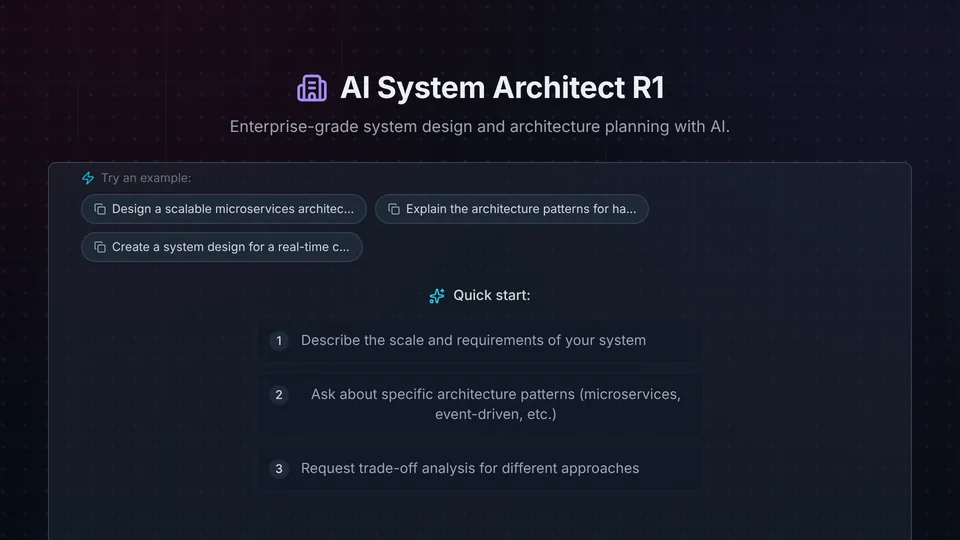 AI System Architect R1
Enterprise-grade system design and architecture planning with AI.
Try an example:
Design a scalable microservices architec...
Explain the architecture patterns for ha...
Create a system design for a real-time c...
Quick start:
1 Describe the scale and requirements of your system
2 Ask about specific architecture patterns (microservices,
event-driven, etc.)
3 Request trade-off analysis for different approaches